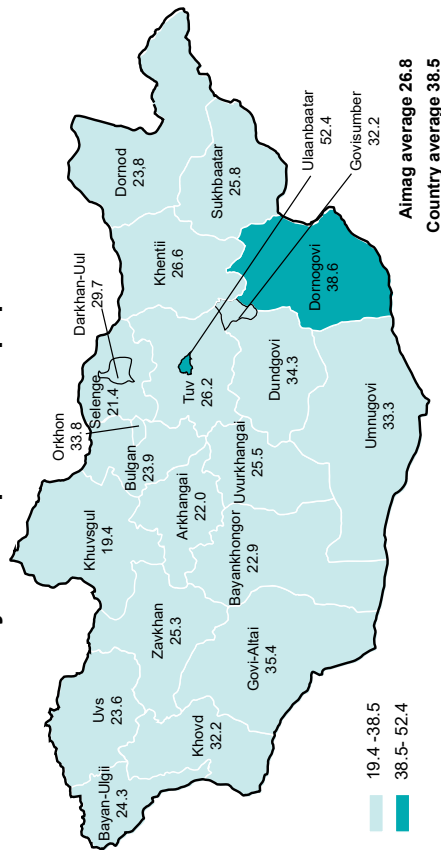 Bayan-Ulgii
24.3
Uvs
23.6
Khovd
32.2
Zavkhan
25.3
Govi-Altai
35.4
Khuvsgul
19.4
Bayankhongor
22.9
Arkhangai
22.0
Orkhon
33.8
Bulgan
23.9
Uvurkhangai
25.5
Selenge
21.4
Darkhan-Uul
29.7
Tuv
26.2
Dundgovi
34.3
Umnugovi
33.3
Khentii
26.6
Dornod
23,8
Sukhbaatar
25.8
Dornogovi
38.6
Ulaanbaatar
52.4
Govisumber
32.2
19.4 -38.5
38.5- 52.4
Aimag average 26.8
Country average 38.5